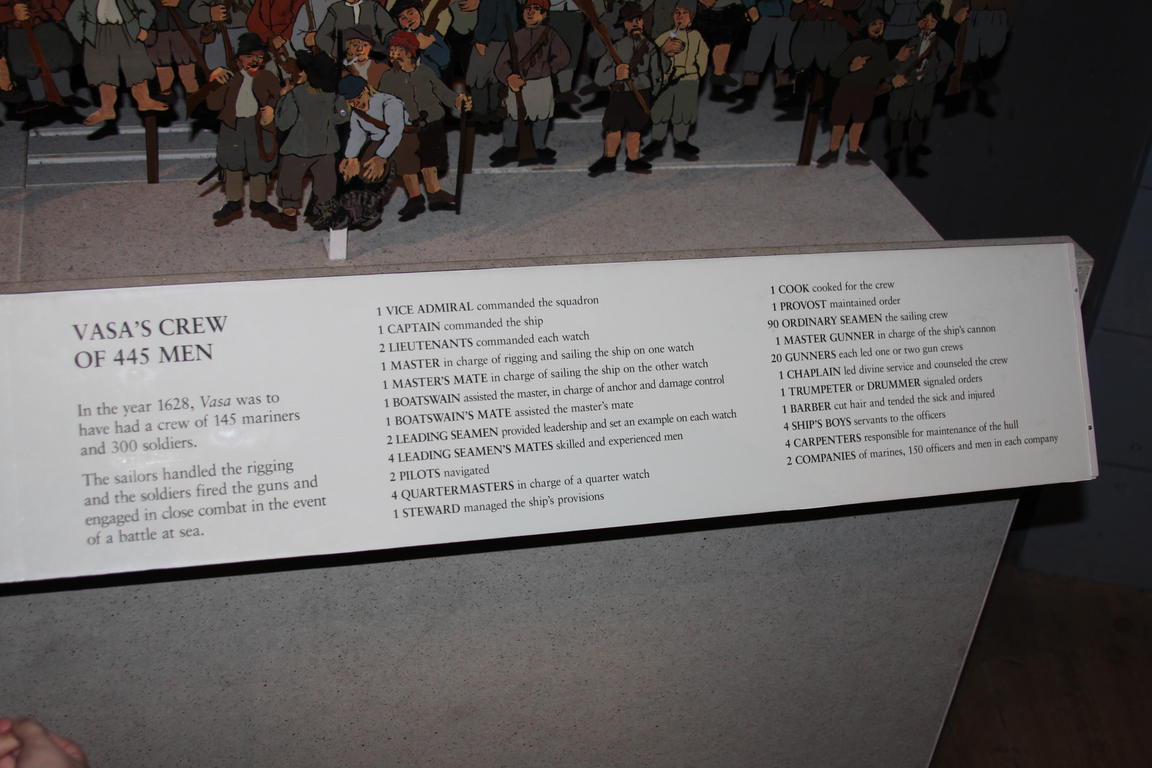 VASA'S CREW
OF 445 MEN
In the year 1628, Vasa was to
have had a crew of 145 mariners
and 300 soldiers.
The sailors handled the rigging
and the soldiers fired the guns and
engaged in close combat in the event
of a battle at sea.
1 VICE ADMIRAL commanded the squadron
1 CAPTAIN commanded the ship
2 LIEUTENANTS commanded each watch
1 MASTER in charge of rigging and sailing the ship on one watch
1 MASTER'S MATE in charge of sailing the ship on the other watch
1 BOATSWAIN assisted the master, in charge of anchor and damage control
1 BOATSWAIN'S MATE assisted the master's mate
2 LEADING SEAMEN provided leadership and set an example on each watch
4 LEADING SEAMEN'S MATES skilled and experienced men
2 PILOTS navigated
4 QUARTERMASTERS in charge of a quarter watch
1 STEWARD managed the ship's provisions
1 COOK cooked for the crew
1 PROVOST maintained order
90 ORDINARY SEAMEN the sailing crew
1 MASTER GUNNER in charge of the ship's cannon
20 GUNNERS each led one or two gun crews
1 CHAPLAIN led divine service and counseled the crew
1 TRUMPETER or DRUMMER signaled orders
1 BARBER cut hair and tended the sick and injured
4 SHIP'S BOYS servants to the officers
4 CARPENTERS responsible for maintenance of the hull
2 COMPANIES of marines, 150 officers and men in each company